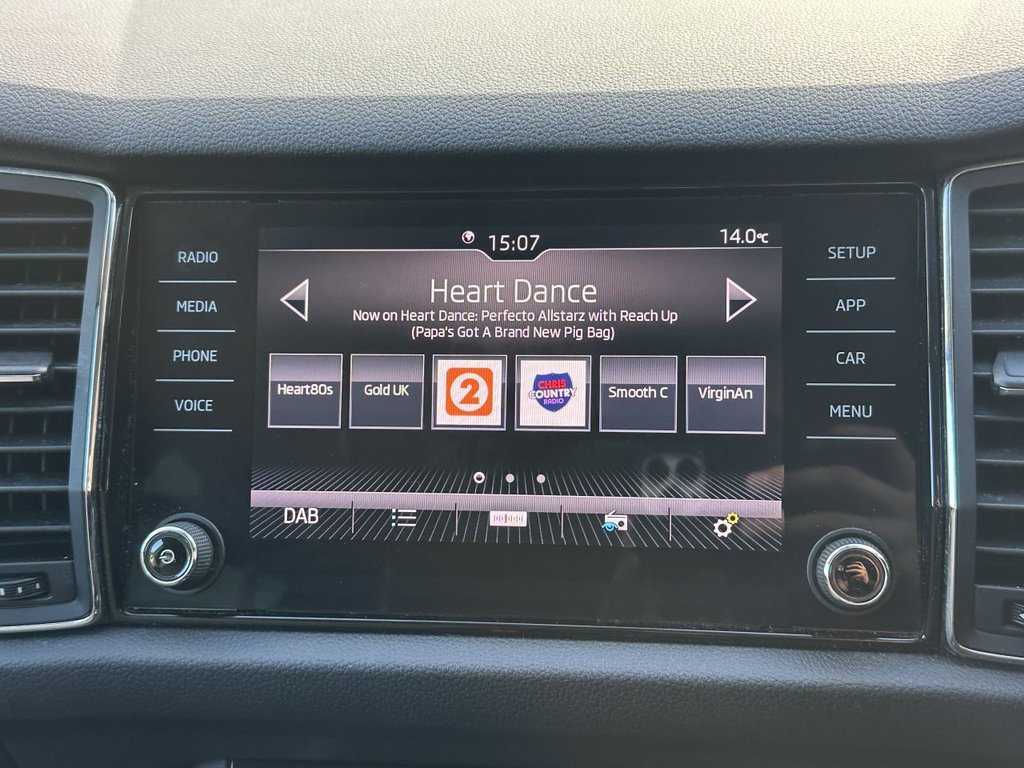 RADIO
MEDIA
PHONE
VOICE
15:07
14.0°C
Heart Dance
Now on Heart Dance: Perfecto Allstarz with Reach Up
(Papa's Got A Brand New Pig Bag)
Heart80s
Gold UK
2
CHRIS
COUNTRY
RADIO
Smooth C
VirginAn
DAB
SETUP
APP
CAR
MENU